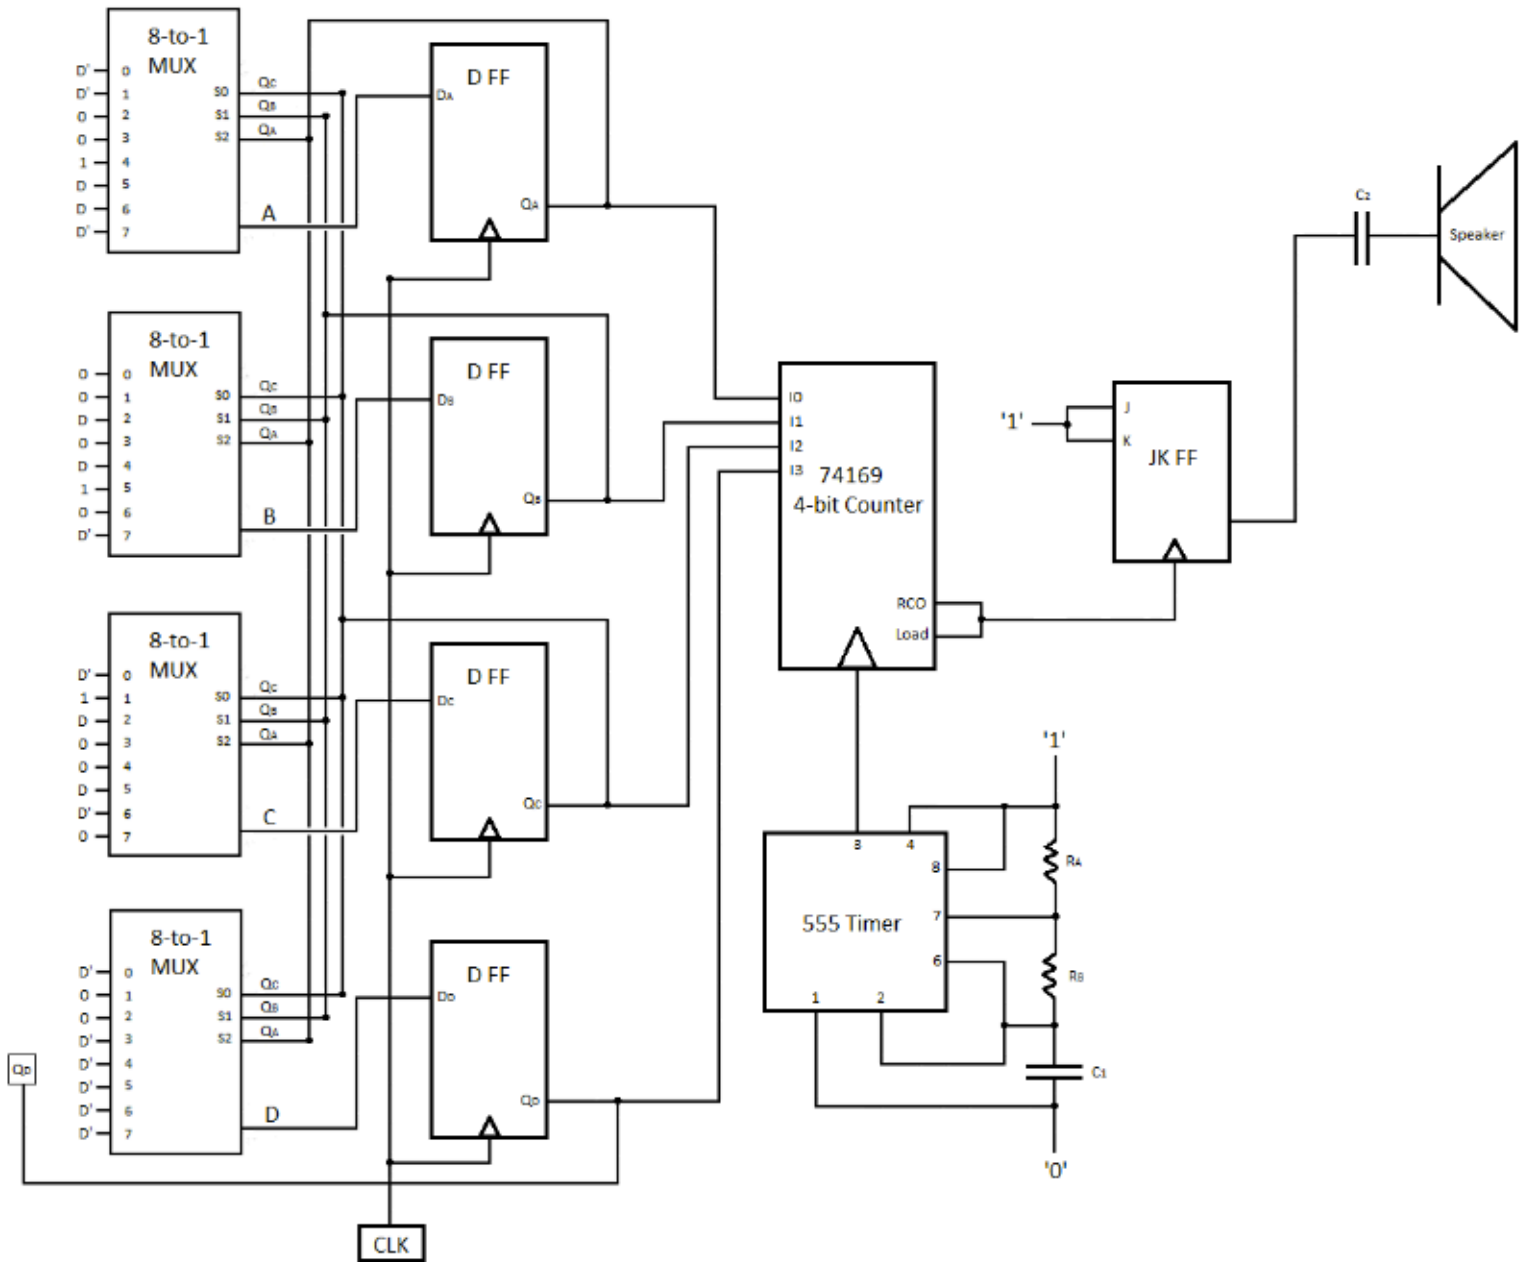 8-to-1
MUX
D' 0
D' 1
0 2
0 3
1 4
D 5
D 6
D' 7
S0 QC
S1 QB
S2 QA
A
D FF
DA
QA
8-to-1
MUX
0 0
0 1
D 2
0 3
D 4
1 5
0 6
D' 7
S0 QC
S1 QB
S2 QA
B
D FF
DB
QB
8-to-1
MUX
D' 0
1 1
D 2
0 3
0 4
D 5
D' 6
0 7
S0 QC
S1 QB
S2 QA
C
D FF
DC
QC
8-to-1
MUX
D' 0
0 1
0 2
D' 3
D' 4
D' 5
D' 6
D' 7
S0 QC
S1 QB
S2 QA
D
D FF
DD
QD
QD
CLK
I0
I1
I2
I3
74169
4-bit Counter
RCO
Load
'1'
J
K
JK FF
C2
Speaker
3
4
8
7
6
555 Timer
1
2
'1'
RA
RB
C1
'0'